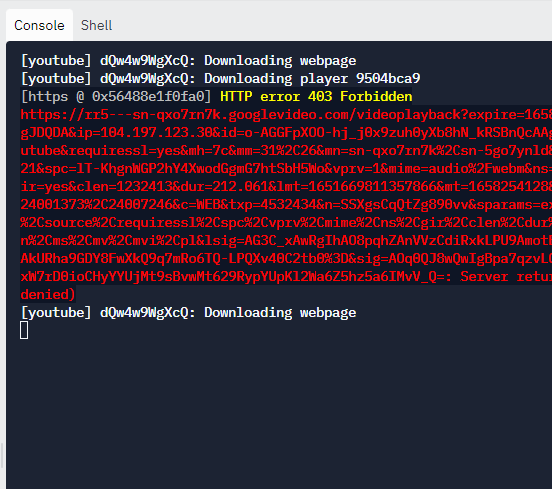 Console Shell
[youtube] dQw4w9WgXcQ: Downloading webpage
[youtube] dQw4w9WgXcQ: Downloading player 9504bca9
[https @ 0x56488e1f0fa0] HTTP error 403 Forbidden
https://rr5---sn-qxo7rn7k.googlevideo.com/videoplayback?expire=1658
gJDQDA&ip=104.197.123.30&id=o-AGGFpXOO-hj_j0x9zuh0yXb8hN_kRSBnQcAAg
utube&requiressl=yes&mh=7c&mm=31%2C26&mn=sn-qxo7rn7k%2Csn-5go7ynld&
21&spc=lT-KhgnWGP2hY4XwodGgmG7htSbH5Wo&vprv=1&mime=audio%2Fwebm&ns=
ir=yes&clen=1232413&dur=212.061&lmt=1651669811357866&mt=1658254128&
24001373%2C24007246&c=WEB&txp=4532434&n=SSXgsCqQtZg890vv&sparams=ex
%2Csource%2Crequiressl%2Cspc%2Cvprv%2Cmime%2Cns%2Cgir%2Cclen%2Cdur%
n%2Cms%2Cmv%2Cmvi%2Cpl&lsig=AG3C_xAwRgIhAO8pqhZAnVVzCdiRxkLPU9Amot
AkURha9GDY8FwXkQ9q7mRo6TQ-LPQXv40C2tb0%3D&sig=AOq0QJ8wQwIgBpa7qzvL
xW7rD0ioCHyYYUjMt9sBvwMt629RypYUpKl2Wa6Z5hz5a6IMvV_Q=: Server retur
denied)
[youtube] dQw4w9WgXcQ: Downloading webpage